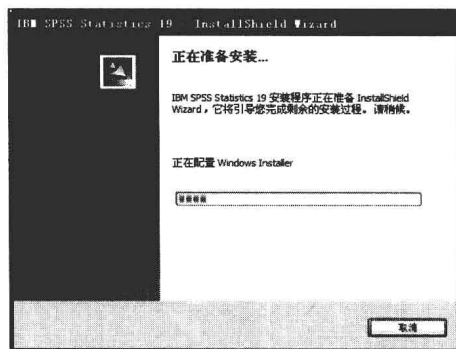 IBM SPSS Statistics 19 - InstallShield Wizard
正在准备安装...
IBM SPSS Statistics 19 安装程序正在准备 InstallShield
Wizard，它将引导您完成剩余的安装过程。请稍候。
正在配置 Windows Installer
取消